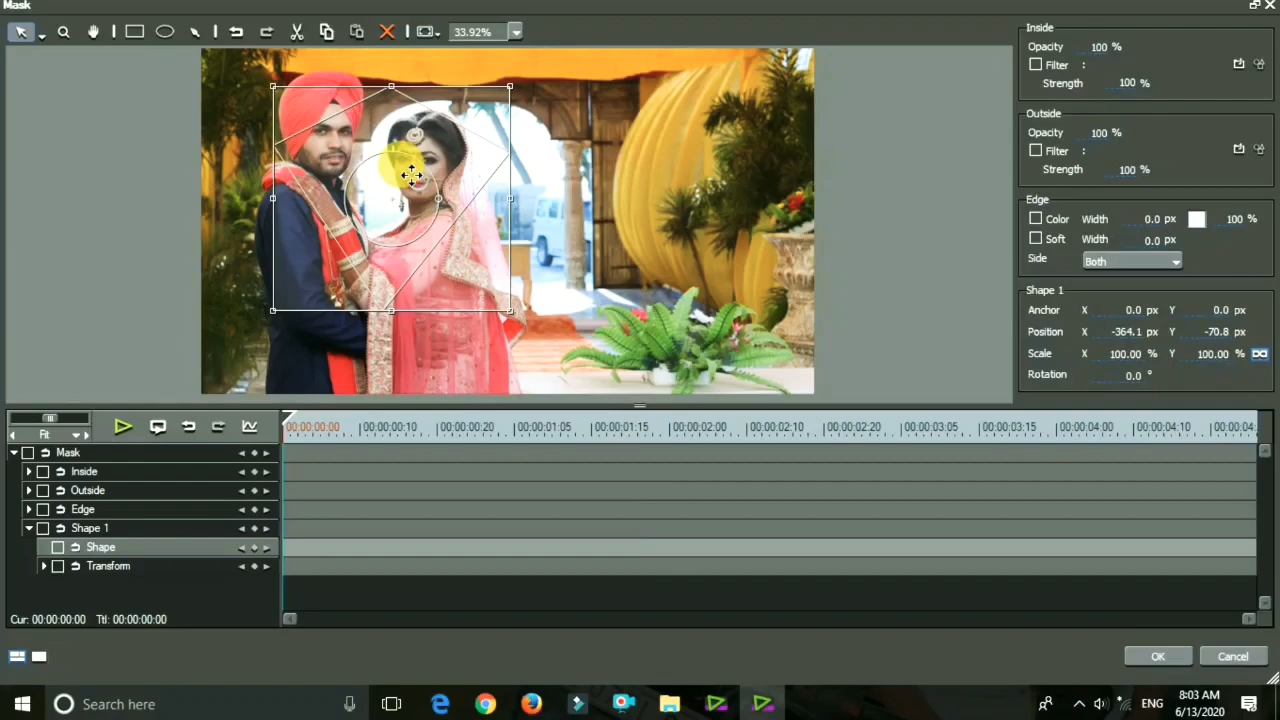 Mask
33.92%
Inside
Opacity 100 %
Filter :
Strength 100 %
Outside
Opacity 100 %
Filter :
Strength 100 %
Edge
Color Width 0.0 px 100 %
Soft Width 0.0 px
Side Both
Shape 1
Anchor X 0.0 px Y 0.0 px
Position X -364.1 px Y -70.8 px
Scale X 100.00 % Y 100.00 %
Rotation 0.0 °
Fit
00:00:00:00 00:00:00:10 00:00:00:20 00:00:01:05 00:00:01:15 00:00:02:00 00:00:02:10 00:00:02:20 00:00:03:05 00:00:03:15 00:00:04:00 00:00:04:10 00:00:04:
Mask
Inside
Outside
Edge
Shape 1
Shape
Transform
Cur: 00:00:00:00 Ttl: 00:00:00:00
OK Cancel
Search here
ENG
8:03 AM
6/13/2020